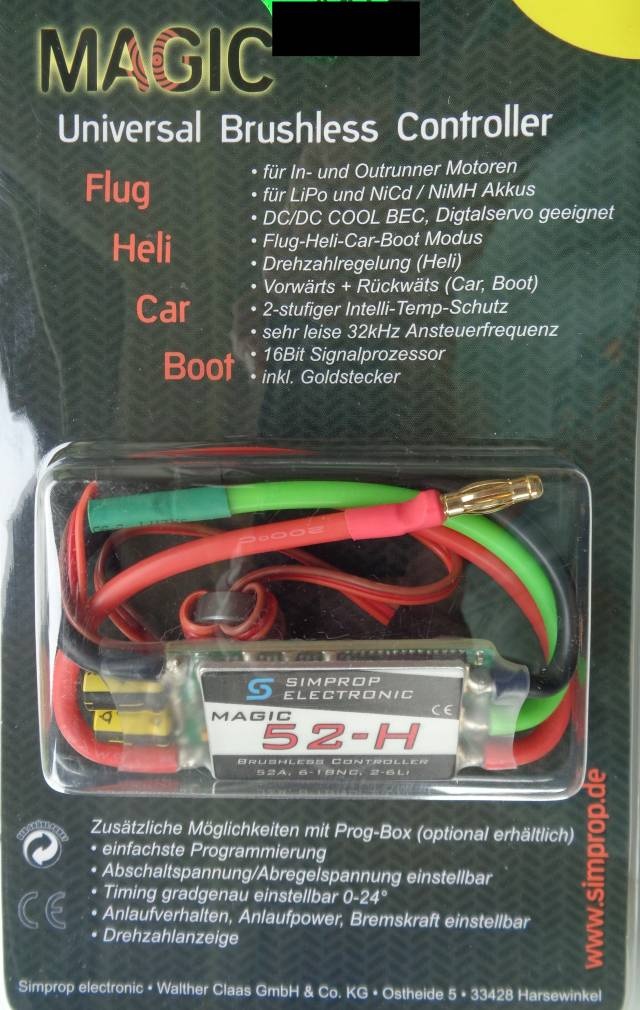 MAGIC
Universal Brushless Controller
Flug
Heli
Car
Boot
• für In- und Outrunner Motoren
• für LiPo und NiCd / NiMH Akkus
• DC/DC COOL BEC, Digtalservo geeignet
• Flug-Heli-Car-Boot Modus
• Drehzahlregelung (Heli)
• Vorwärts + Rückwäts (Car, Boot)
• 2-stufiger Intelli-Temp-Schutz
• sehr leise 32kHz Ansteuerfrequenz
• 16Bit Signalprozessor
• inkl. Goldstecker
SIMPROP
ELECTRONIC
MAGIC
CE
52-H
BRUSHLESS CONTROLLER
52A, 6-18NC, 2-6LI
Zusätzliche Möglichkeiten mit Prog-Box (optional erhältlich)
• einfachste Programmierung
• Abschaltspannung/Abregelspannung einstellbar
• Timing gradgenau einstellbar 0-24°
• Anlaufverhalten, Anlaufpower, Bremskraft einstellbar
• Drehzahlanzeige
CE
www.simprop.de
Simprop electronic • Walther Claas GmbH & Co. KG • Ostheide 5 • 33428 Harsewinkel